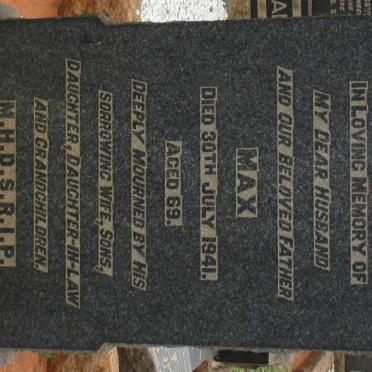 IN LOVING MEMORY OF
MY DEAR HUSBAND
AND OUR BELOVED FATHER
MAX
DIED 30TH JULY 1941.
AGED 69.
DEEPLY MOURNED BY HIS
SORROWING WIFE, SONS,
DAUGHTER, DAUGHTER-IN-LAW
AND GRANDCHILDREN.
M.H.D.S.R.I.P.